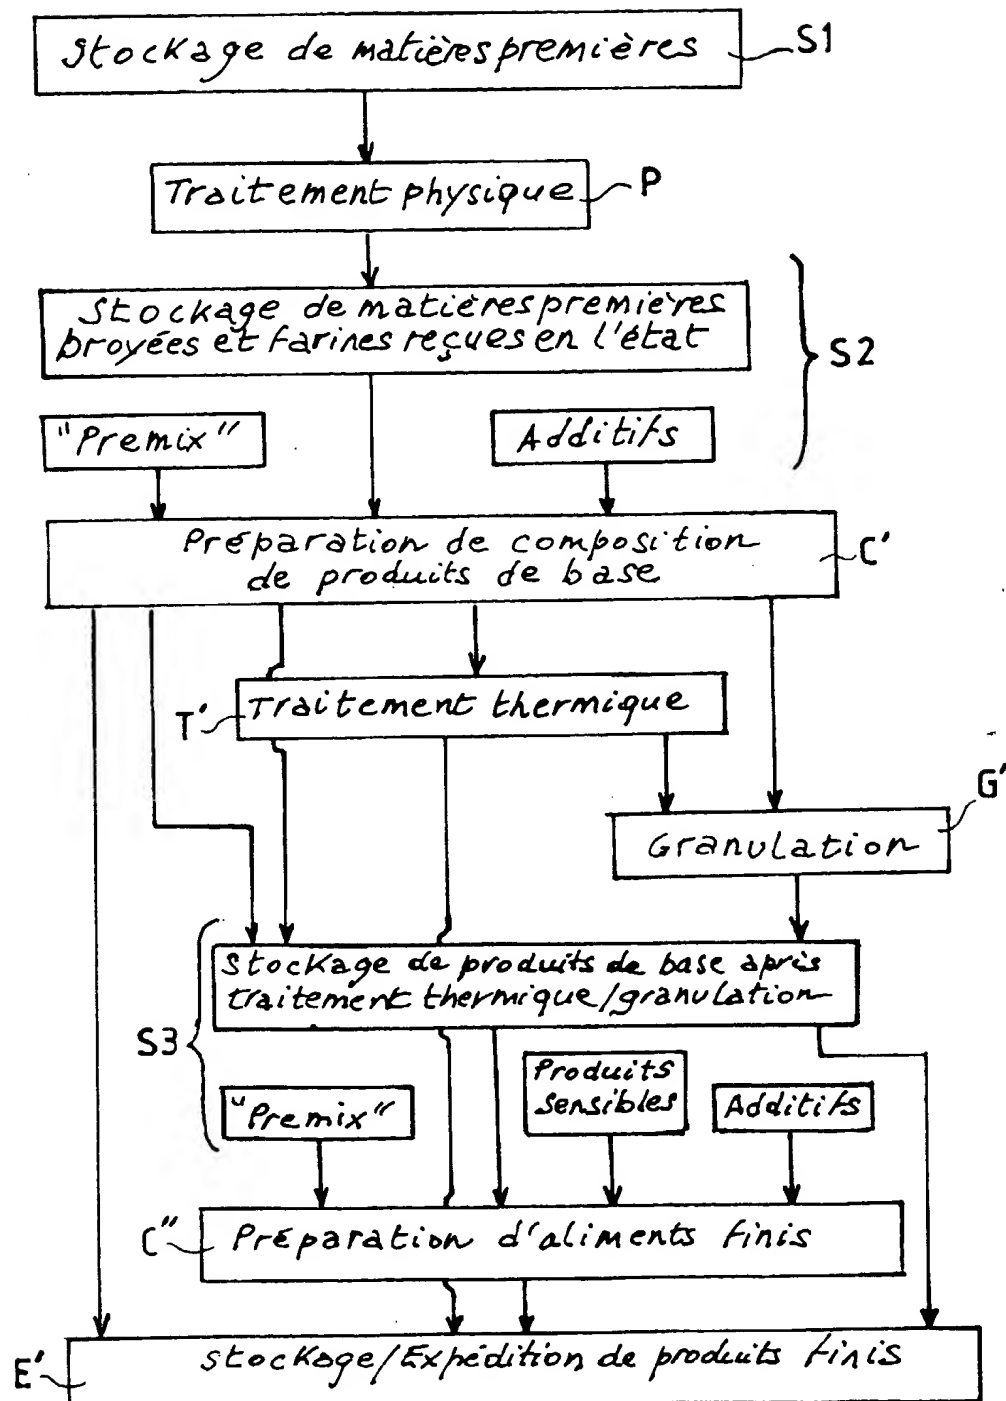 Stockage de matières premières
S1
Traitement physique
P
Stockage de matières premières
broyées et farines reçues en l'état
S2
"Premix"
Additifs
Préparation de composition
de produits de base
C'
Traitement thermique
T'
G'
Granulation
Stockage de produits de base après
traitement thermique/granulation
S3
Produits
sensibles
"Premix"
Additifs
C"
Préparation d'aliments finis
Stockage/Expédition de produits finis
E'